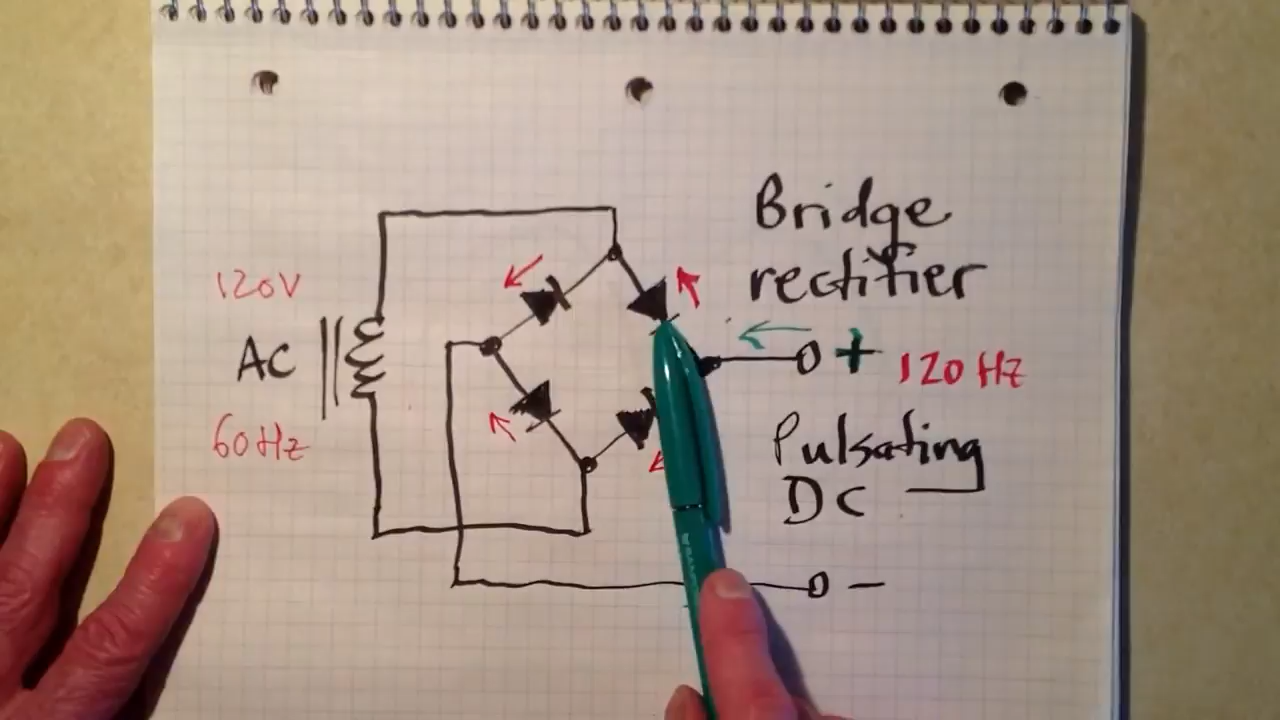 Bridge
rectifier
120V
AC
60Hz
+ 120 Hz
Pulsating
DC
-